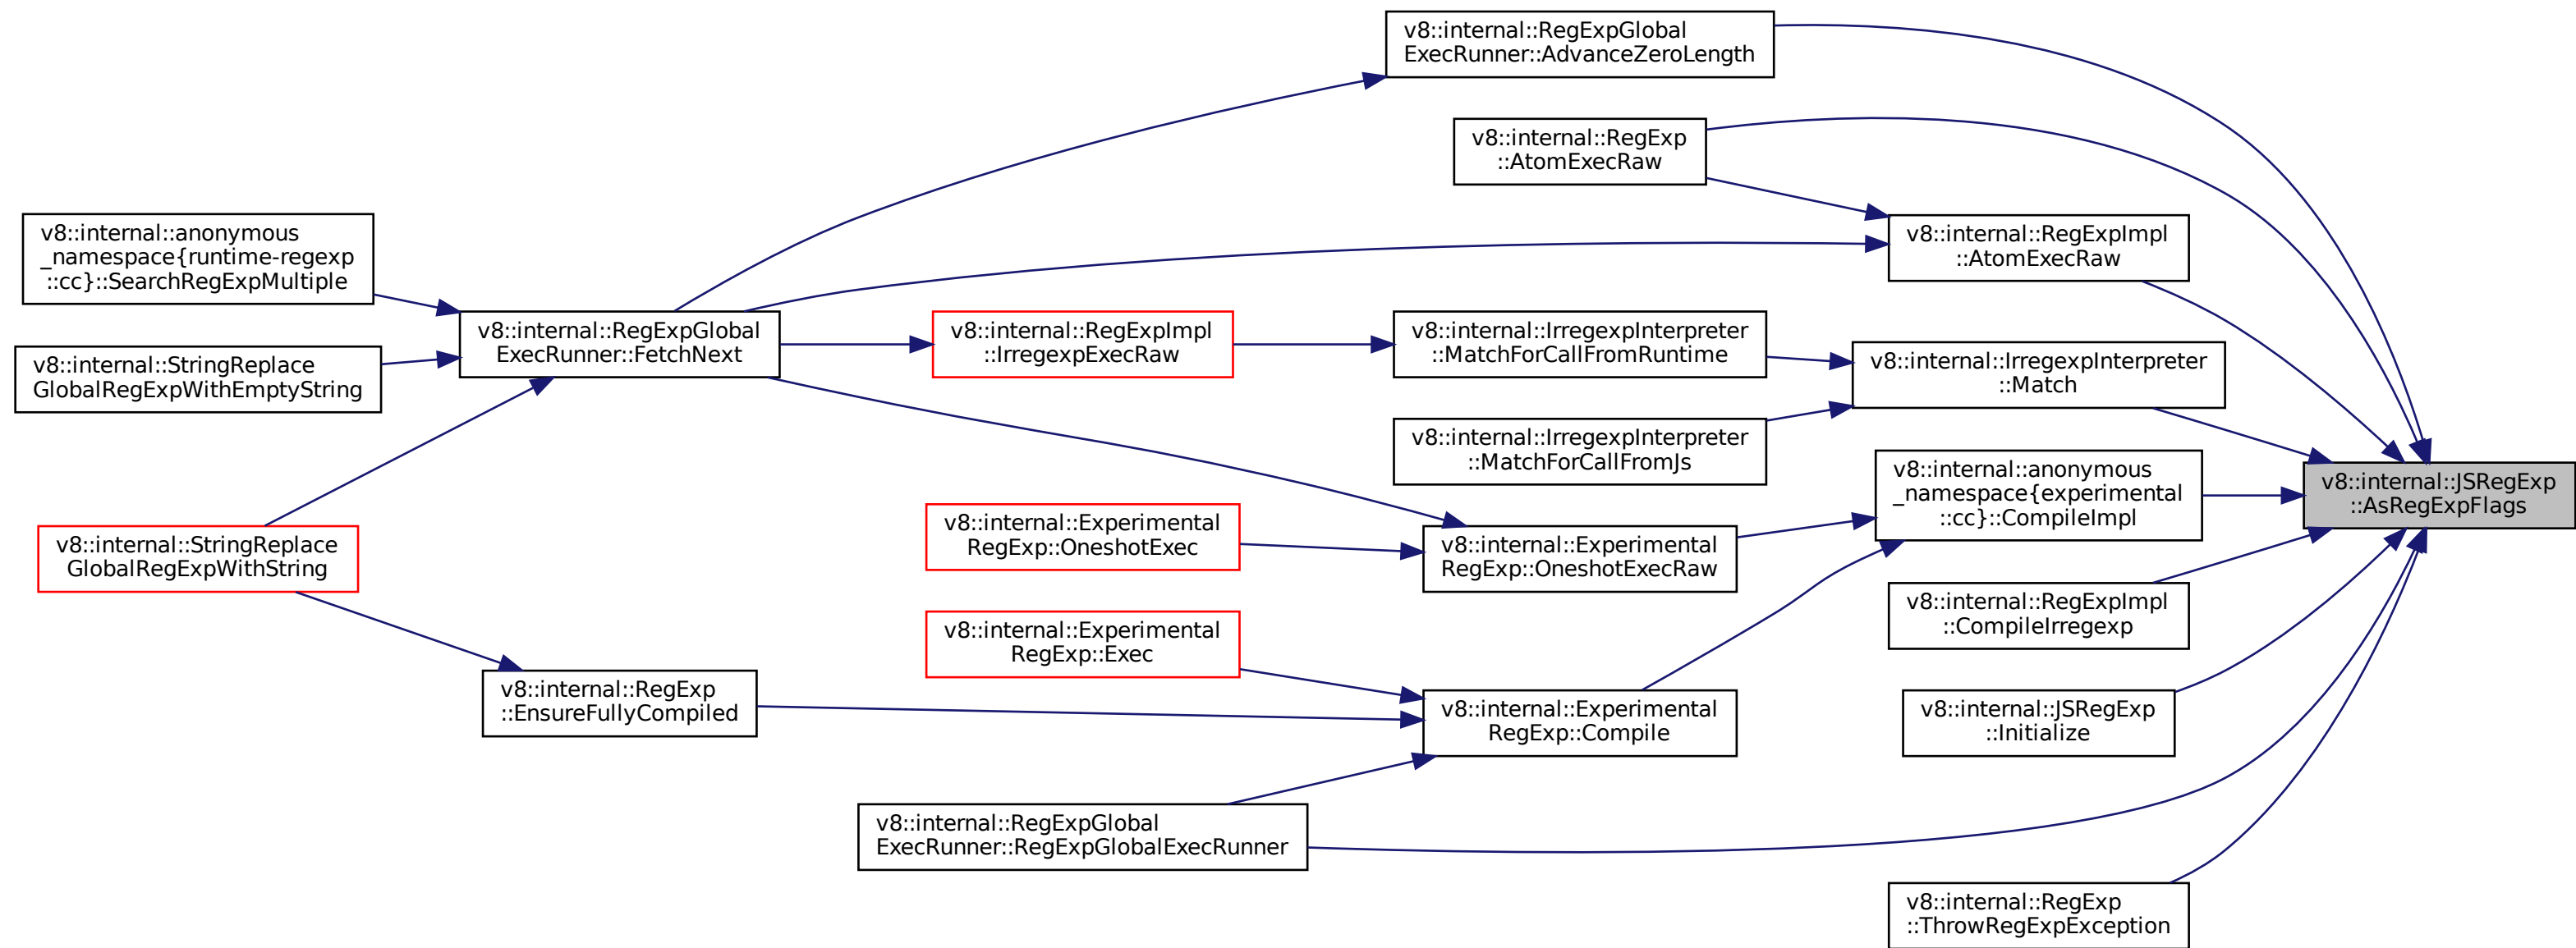 v8::internal::RegExpGlobal
ExecRunner::AdvanceZeroLength
v8::internal::RegExp
::AtomExecRaw
v8::internal::anonymous
_namespace{runtime-regexp
::cc}::SearchRegExpMultiple
v8::internal::RegExpImpl
::AtomExecRaw
v8::internal::RegExpGlobal
ExecRunner::FetchNext
v8::internal::RegExpImpl
::IrregexpExecRaw
v8::internal::IrregexpInterpreter
::MatchForCallFromRuntime
v8::internal::StringReplace
GlobalRegExpWithEmptyString
v8::internal::IrregexpInterpreter
::Match
v8::internal::IrregexpInterpreter
::MatchForCallFromJs
v8::internal::anonymous
_namespace{experimental
::cc}::CompileImpl
v8::internal::JSRegExp
::AsRegExpFlags
v8::internal::Experimental
RegExp::OneshotExec
v8::internal::StringReplace
GlobalRegExpWithString
v8::internal::Experimental
RegExp::OneshotExecRaw
v8::internal::RegExpImpl
::CompileIrregexp
v8::internal::Experimental
RegExp::Exec
v8::internal::RegExp
::EnsureFullyCompiled
v8::internal::Experimental
RegExp::Compile
v8::internal::JSRegExp
::Initialize
v8::internal::RegExpGlobal
ExecRunner::RegExpGlobalExecRunner
v8::internal::RegExp
::ThrowRegExpException